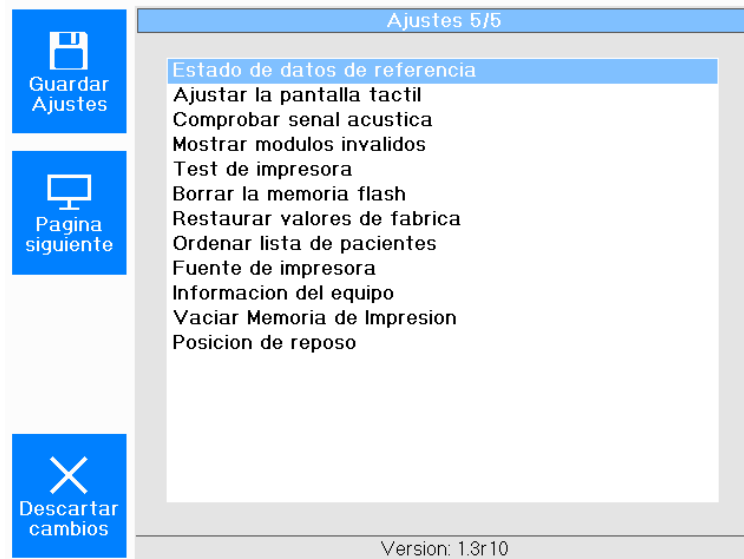 Ajustes 5/5
Guardar
Ajustes
Pagina
siguiente
Descartar
cambios
Estado de datos de referencia
Ajustar la pantalla tactil
Comprobar senal acustica
Mostrar modulos invalidos
Test de impresora
Borrar la memoria flash
Restaurar valores de fabrica
Ordenar lista de pacientes
Fuente de impresora
Informacion del equipo
Vaciar Memoria de Impresion
Posicion de reposo
Version: 1.3r10